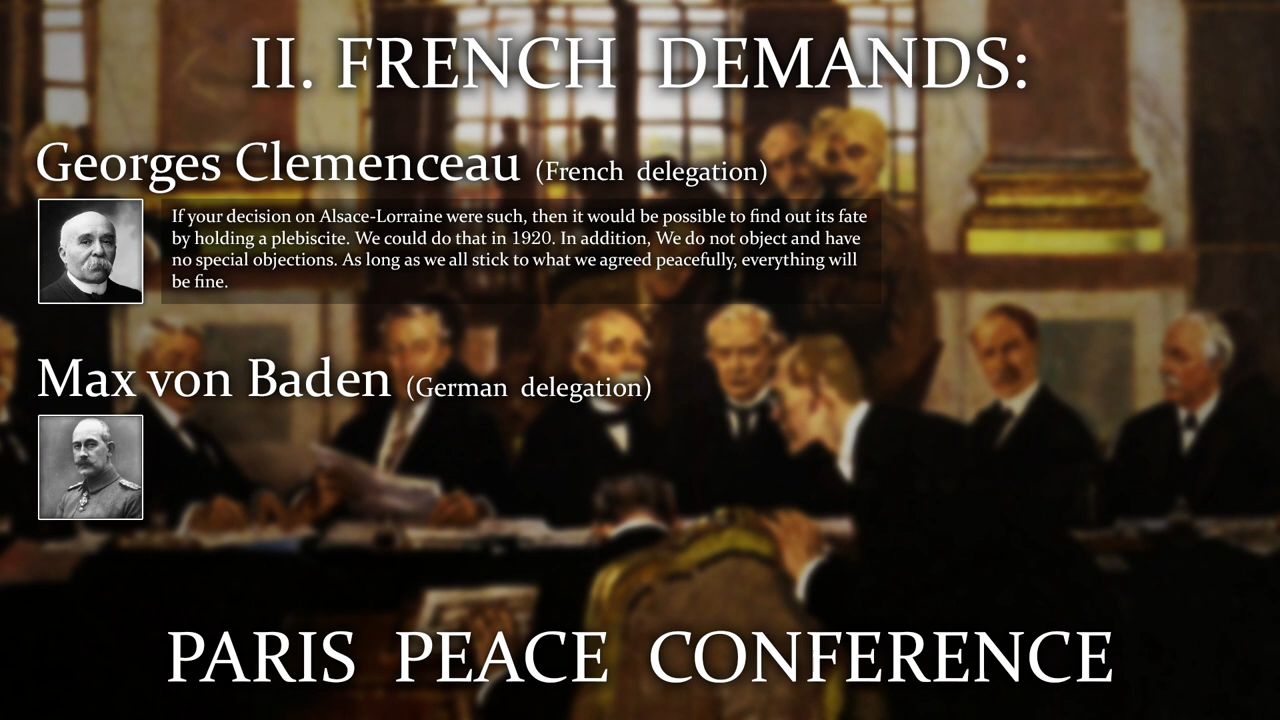 II. FRENCH DEMANDS:
Georges Clemenceau (French delegation)
If your decision on Alsace-Lorraine were such, then it would be possible to find out its fate
by holding a plebiscite. We could do that in 1920. In addition, We do not object and have
no special objections. As long as we all stick to what we agreed peacefully, everything will
be fine.
Max von Baden (German delegation)
PARIS PEACE CONFERENCE